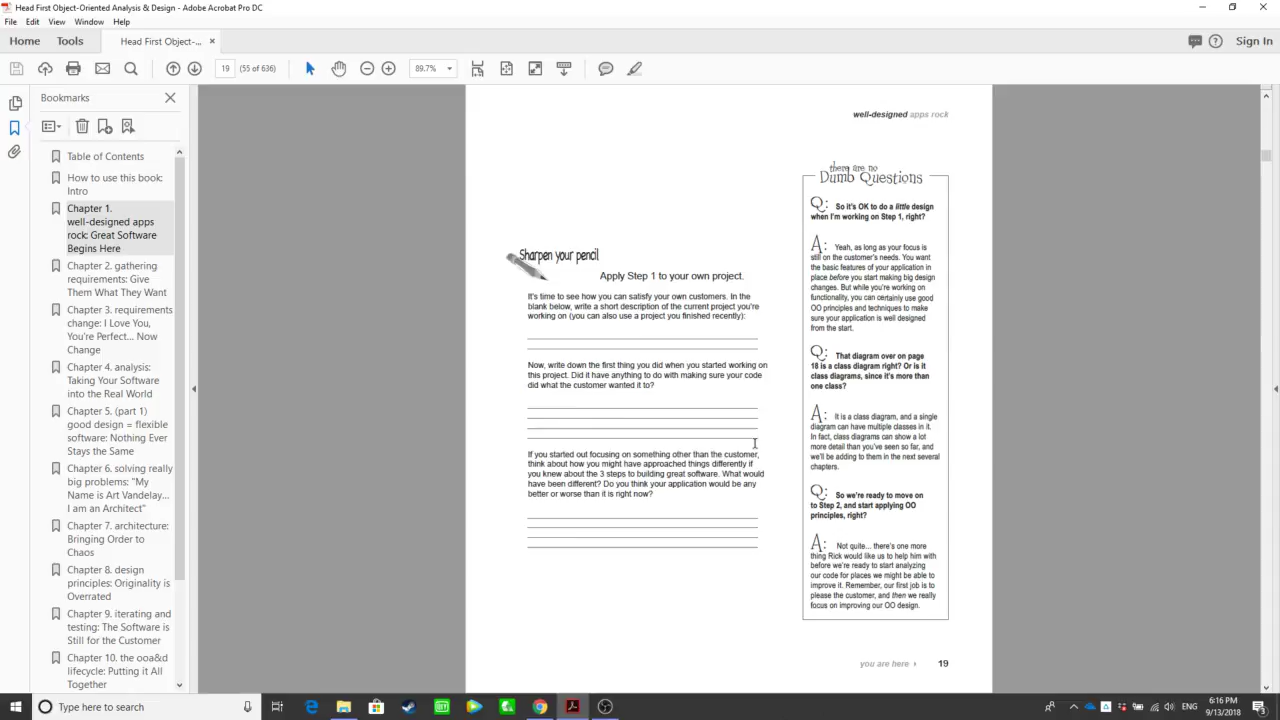 Head First Object-Oriented Analysis & Design - Adobe Acrobat Pro DC
File Edit View Window Help
Home Tools Head First Object-... × Sign In
19 (55 of 636) 89.7%
Bookmarks
Table of Contents
How to use this book:
Intro
Chapter 1.
well-designed apps
rock: Great Software
Begins Here
Chapter 2. gathering
requirements: Give
Them What They Want
Chapter 3. requirements
change: I Love You,
You're Perfect... Now
Change
Chapter 4. analysis:
Taking Your Software
into the Real World
Chapter 5. (part 1)
good design = flexible
software: Nothing Ever
Stays the Same
Chapter 6. solving really
big problems: "My
Name is Art Vandelay...
I am an Architect"
Chapter 7. architecture:
Bringing Order to
Chaos
Chapter 8. design
principles: Originality is
Overrated
Chapter 9. iterating and
testing: The Software is
Still for the Customer
Chapter 10. the ooa&d
lifecycle: Putting it All
Together
well-designed apps rock
Sharpen your pencil
Apply Step 1 to your own project.
It's time to see how you can satisfy your own customers. In the
blank below, write a short description of the current project you're
working on (you can also use a project you finished recently):
Now, write down the first thing you did when you started working on
this project. Did it have anything to do with making sure your code
did what the customer wanted it to?
If you started out focusing on something other than the customer,
think about how you might have approached things differently if
you knew about the 3 steps to building great software. What would
have been different? Do you think your application would be any
better or worse than it is right now?
there are no
Dumb Questions
Q: So it's OK to do a little design
when I'm working on Step 1, right?
A: Yeah, as long as your focus is
still on the customer's needs. You want
the basic features of your application in
place before you start making big design
changes. But while you're working on
functionality, you can certainly use good
OO principles and techniques to make
sure your application is well designed
from the start.
Q: That diagram over on page
18 is a class diagram right? Or is it
class diagrams, since it's more than
one class?
A: It is a class diagram, and a single
diagram can have multiple classes in it.
In fact, class diagrams can show a lot
more detail than you've seen so far, and
we'll be adding to them in the next several
chapters.
Q: So we're ready to move on
to Step 2, and start applying OO
principles, right?
A: Not quite... there's one more
thing Rick would like us to help him with
before we're ready to start analyzing
our code for places we might be able to
improve it. Remember, our first job is to
please the customer, and then we really
focus on improving our OO design.
you are here 19
Type here to search
ENG
6:16 PM
9/13/2018